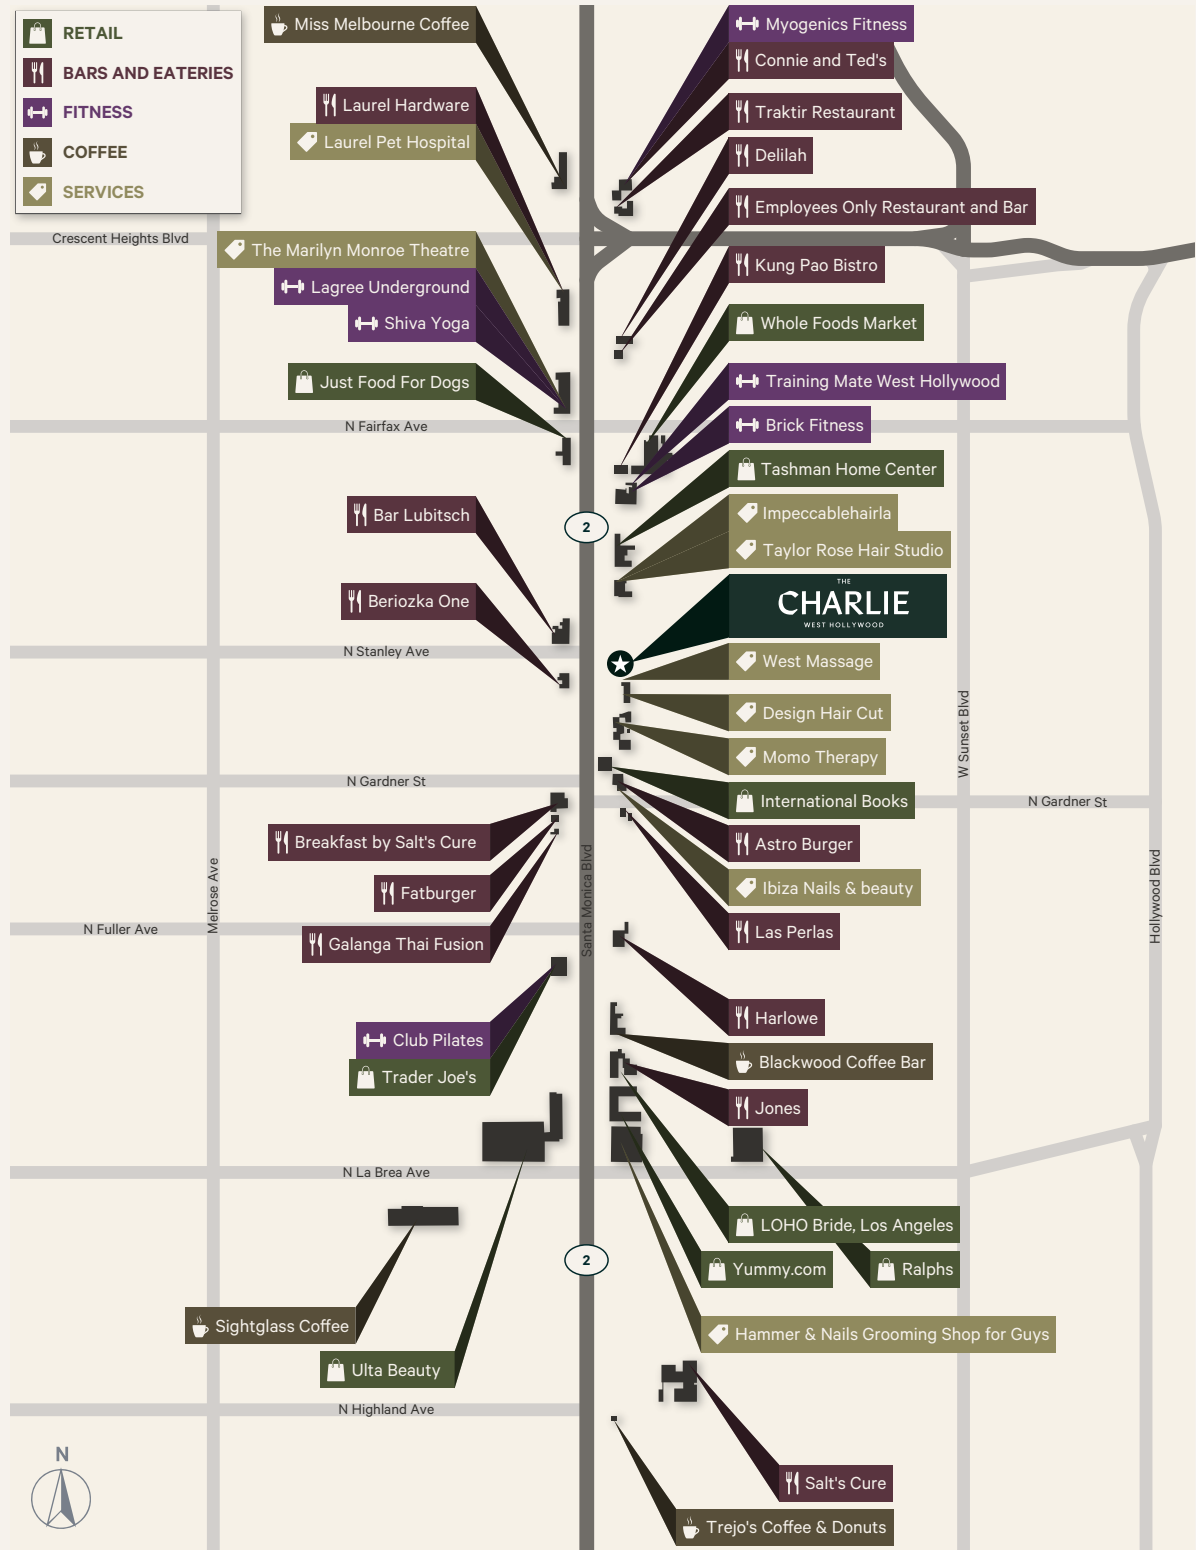 RETAIL
BARS AND EATERIES
FITNESS
COFFEE
SERVICES
Miss Melbourne Coffee
Laurel Hardware
Laurel Pet Hospital
Crescent Heights Blvd
The Marilyn Monroe Theatre
Lagree Underground
Shiva Yoga
Just Food For Dogs
N Fairfax Ave
Bar Lubitsch
Beriozka One
N Stanley Ave
N Gardner St
Breakfast by Salt's Cure
Fatburger
Melrose Ave
N Fuller Ave
Galanga Thai Fusion
Club Pilates
Trader Joe's
N La Brea Ave
Sightglass Coffee
Ulta Beauty
N Highland Ave
N
2
Santa Monica Blvd
2
Myogenics Fitness
Connie and Ted's
Traktir Restaurant
Delilah
Employees Only Restaurant and Bar
Kung Pao Bistro
Whole Foods Market
Training Mate West Hollywood
Brick Fitness
Tashman Home Center
Impeccablehairla
Taylor Rose Hair Studio
THE
CHARLIE
WEST HOLLYWOOD
West Massage
Design Hair Cut
Momo Therapy
W Sunset Blvd
International Books
N Gardner St
Astro Burger
Ibiza Nails & beauty
Las Perlas
Hollywood Blvd
Harlowe
Blackwood Coffee Bar
Jones
LOHO Bride, Los Angeles
Yummy.com
Ralphs
Hammer & Nails Grooming Shop for Guys
Salt's Cure
Trejo's Coffee & Donuts